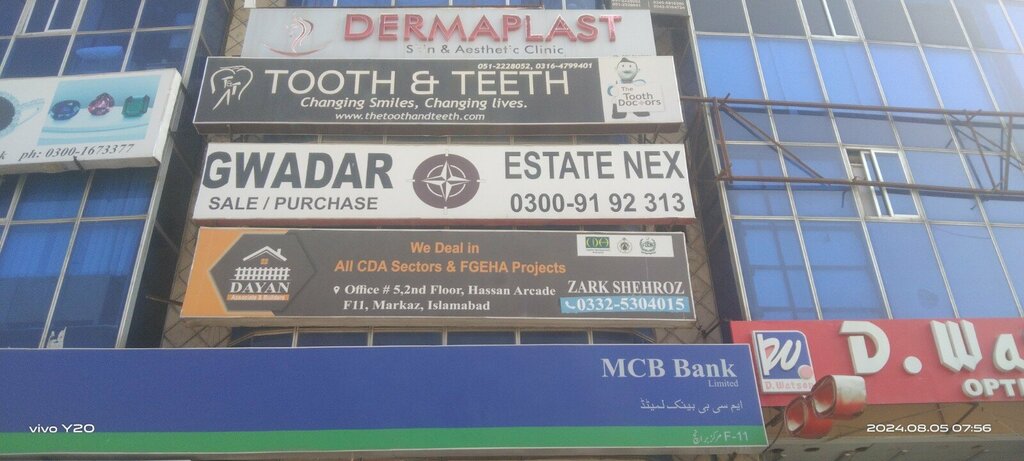 DERMAPLAST
Skin & Aesthetic Clinic
051-2228052, 0316-4799401
TOOTH & TEETH
Changing Smiles, Changing lives.
www.thetoothandteeth.com
The
Tooth
Doctors
ph: 0300-1673377
GWADAR
SALE / PURCHASE
ESTATE NEX
0300-91 92 313
DAYAN
Associate & Builders
We Deal in
All CDA Sectors & FGEHA Projects
Office # 5,2nd Floor, Hassan Arcade
F11, Markaz, Islamabad
CDA
ZARK SHEHROZ
0332-5304015
MCB Bank
Limited
ایم سی بی بینک لمیٹڈ
F-11 مرکز برانچ
D. Watson
D. Wa
OPTI
vivo Y20
2024.08.05 07:56